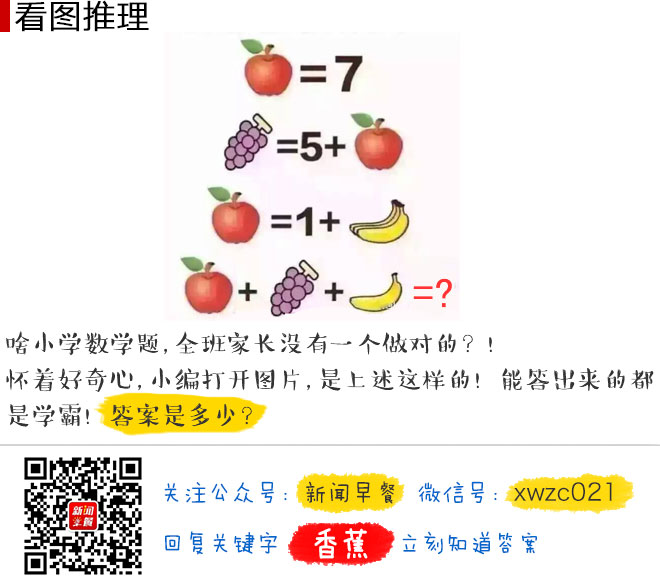 看图推理
=7
=5+
=1+
+ + =?
啥小学数学题,全班家长没有一个做对的?!
怀着好奇心,小编打开图片,是上述这样的! 能答出来的都
是学霸! 答案是多少?
新闻
早餐
关注公众号: 新闻早餐 微信号: xwzc021
回复关键字 香蕉 立刻知道答案